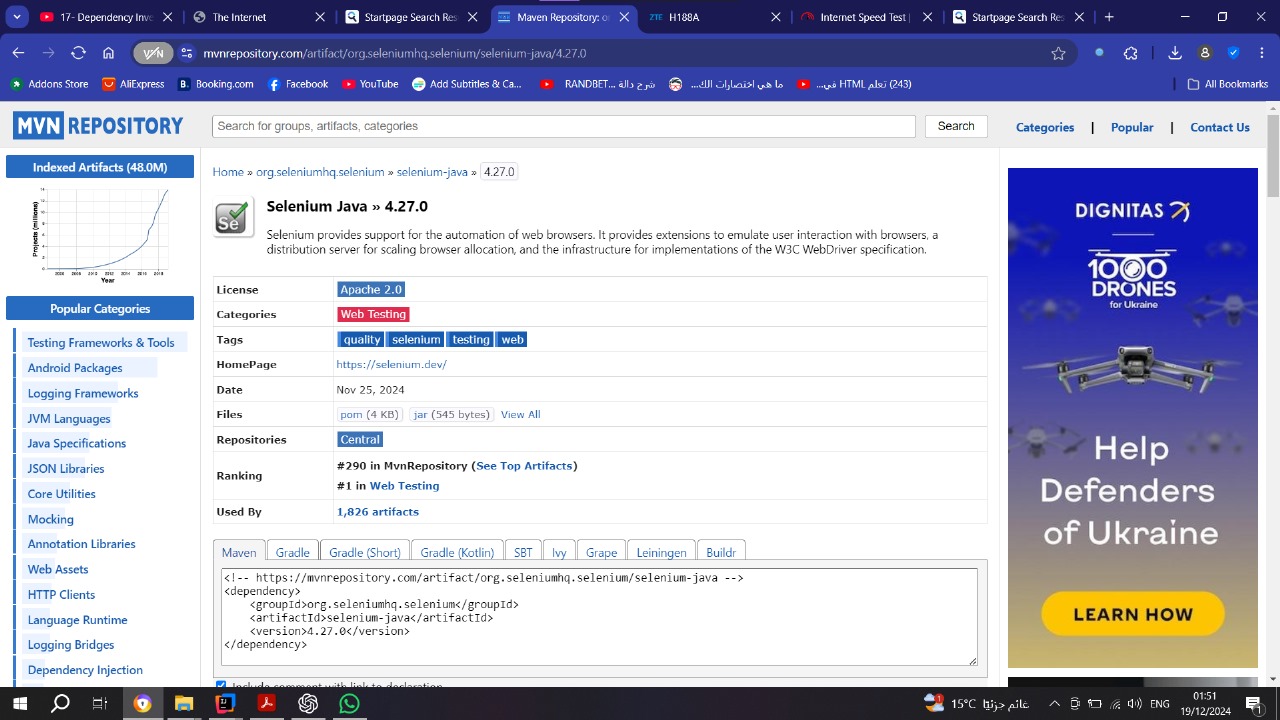 17- Dependency Inv
The Internet
Startpage Search Res
Maven Repository: o
ZTE H188A
Internet Speed Test
Startpage Search Res
01:51
VPN
mvnrepository.com/artifact/org.seleniumhq.selenium/selenium-java/4.27.0
Addons Store
AliExpress
Booking.com
Facebook
YouTube
Add Subtitles & Ca...
شرح دالة ...RANDBET
ما هي اختصارات الك...
(243) تعلم HTML في...
All Bookmarks
MVN REPOSITORY
Search for groups, artifacts, categories
Search
Categories | Popular | Contact Us
Indexed Artifacts (48.0M)
Projects (millions)
Year
Popular Categories
Testing Frameworks & Tools
Android Packages
Logging Frameworks
JVM Languages
Java Specifications
JSON Libraries
Core Utilities
Mocking
Annotation Libraries
Web Assets
HTTP Clients
Language Runtime
Logging Bridges
Dependency Injection
Home » org.seleniumhq.selenium » selenium-java » 4.27.0
Se
Selenium Java » 4.27.0
Selenium provides support for the automation of web browsers. It provides extensions to emulate user interaction with browsers, a
distribution server for scaling browser allocation, and the infrastructure for implementations of the W3C WebDriver specification.
License Apache 2.0
Categories Web Testing
Tags quality selenium testing web
HomePage https://selenium.dev/
Date Nov 25, 2024
Files pom (4 KB) jar (545 bytes) View All
Repositories Central
Ranking #290 in MvnRepository (See Top Artifacts)
#1 in Web Testing
Used By 1,826 artifacts
Maven Gradle Gradle (Short) Gradle (Kotlin) SBT Ivy Grape Leiningen Buildr
<!-- https://mvnrepository.com/artifact/org.seleniumhq.selenium/selenium-java -->
<dependency>
    <groupId>org.seleniumhq.selenium</groupId>
    <artifactId>selenium-java</artifactId>
    <version>4.27.0</version>
</dependency>
Include comment with link to declaration
DIGNITAS
1000
DRONES
for Ukraine
Help
Defenders
of Ukraine
LEARN HOW
15°C غائم جزئيًا
ENG
19/12/2024